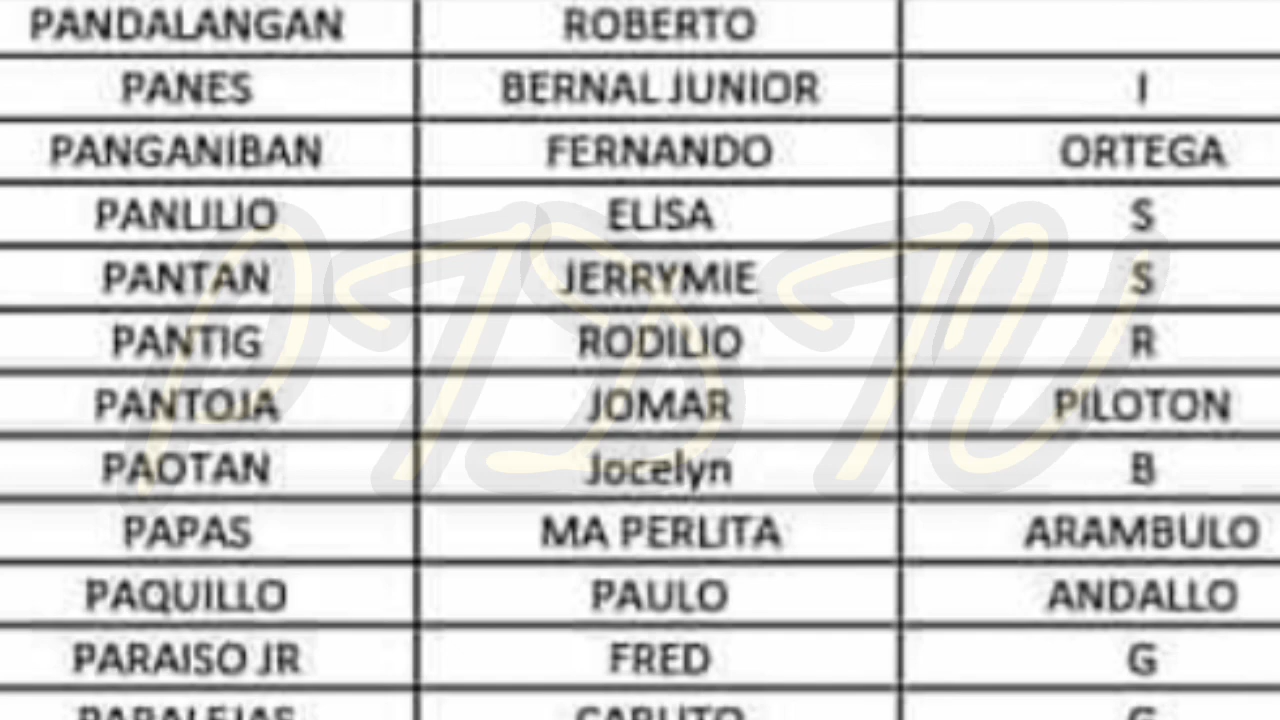 PANDALANGAN ROBERTO
PANES BERNAL JUNIOR I
PANGANIBAN FERNANDO ORTEGA
PANLILIO ELISA S
PANTAN JERRYMIE S
PANTIG RODILIO R
PANTOJA JOMAR PILOTON
PAOTAN Jocelyn B
PAPAS MA PERLITA ARAMBULO
PAQUILLO PAULO ANDALLO
PARAISO JR FRED G
PARALEJAS G